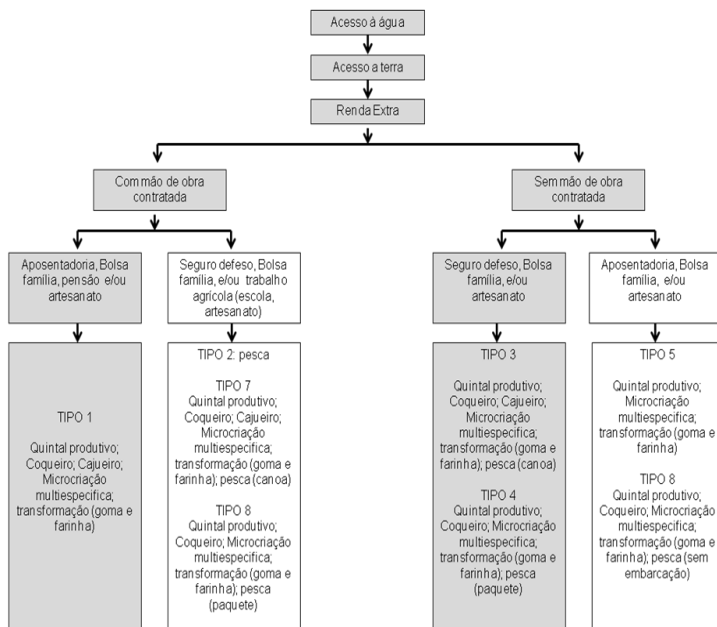 Acesso à água
Acesso a terra
Renda Extra
Com mão de obra
contratada
Sem mão de obra
contratada
Aposentadoria, Bolsa
família, pensão e/ou
artesanato
Seguro defeso, Bolsa
família, e/ou trabalho
agrícola (escola,
artesanato)
Seguro defeso, Bolsa
família, e/ou
artesanato
Aposentadoria, Bolsa
família, e/ou
artesanato
TIPO 1
Quintal produtivo;
Coqueiro; Cajueiro;
Microcriação
multiespecifica;
transformação (goma e
farinha)
TIPO 2: pesca
TIPO 7
Quintal produtivo;
Coqueiro; Cajueiro;
Microcriação
multiespecifica;
transformação (goma e
farinha); pesca (canoa)
TIPO 8
Quintal produtivo;
Coqueiro; Microcriação
multiespecifica;
transformação (goma e
farinha); pesca
(paquete)
TIPO 3
Quintal produtivo;
Coqueiro; Cajueiro;
Microcriação
multiespecifica;
transformação (goma e
farinha); pesca (canoa)
TIPO 4
Quintal produtivo;
Coqueiro; Microcriação
multiespecifica;
transformação (goma e
farinha); pesca
(paquete)
TIPO 5
Quintal produtivo;
Microcriação
multiespecifica;
transformação (goma e
farinha)
TIPO 8
Quintal produtivo;
Coqueiro; Microcriação
multiespecifica;
transformação (goma e
farinha); pesca (sem
embarcação)